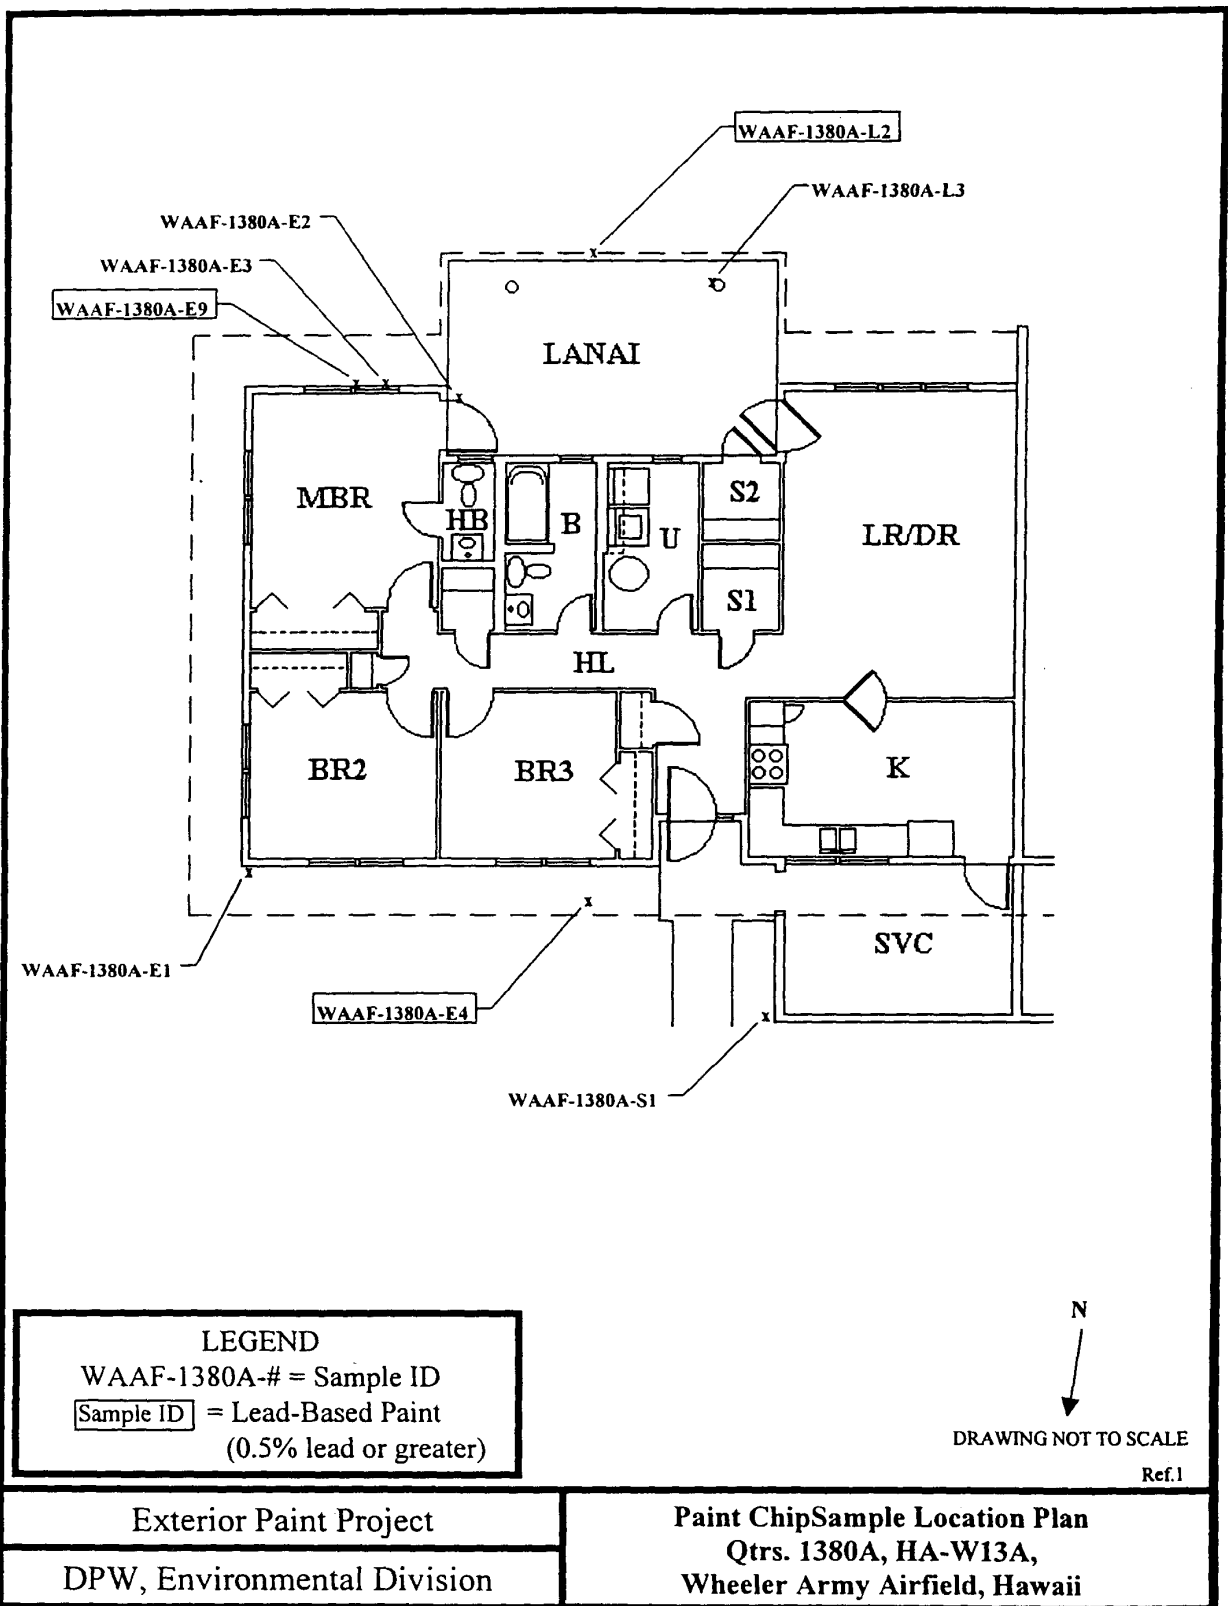 WAAF-1380A-L2
WAAF-1380A-L3
WAAF-1380A-E2
WAAF-1380A-E3
WAAF-1380A-E9
LANAI
MBR
HB
B
U
S2
LR/DR
S1
HL
BR2
BR3
K
SVC
WAAF-1380A-E1
WAAF-1380A-E4
WAAF-1380A-S1
LEGEND
WAAF-1380A-# = Sample ID
Sample ID = Lead-Based Paint
(0.5% lead or greater)
N
DRAWING NOT TO SCALE
Ref.1
Exterior Paint Project
DPW, Environmental Division
Paint ChipSample Location Plan
Qtrs. 1380A, HA-W13A,
Wheeler Army Airfield, Hawaii